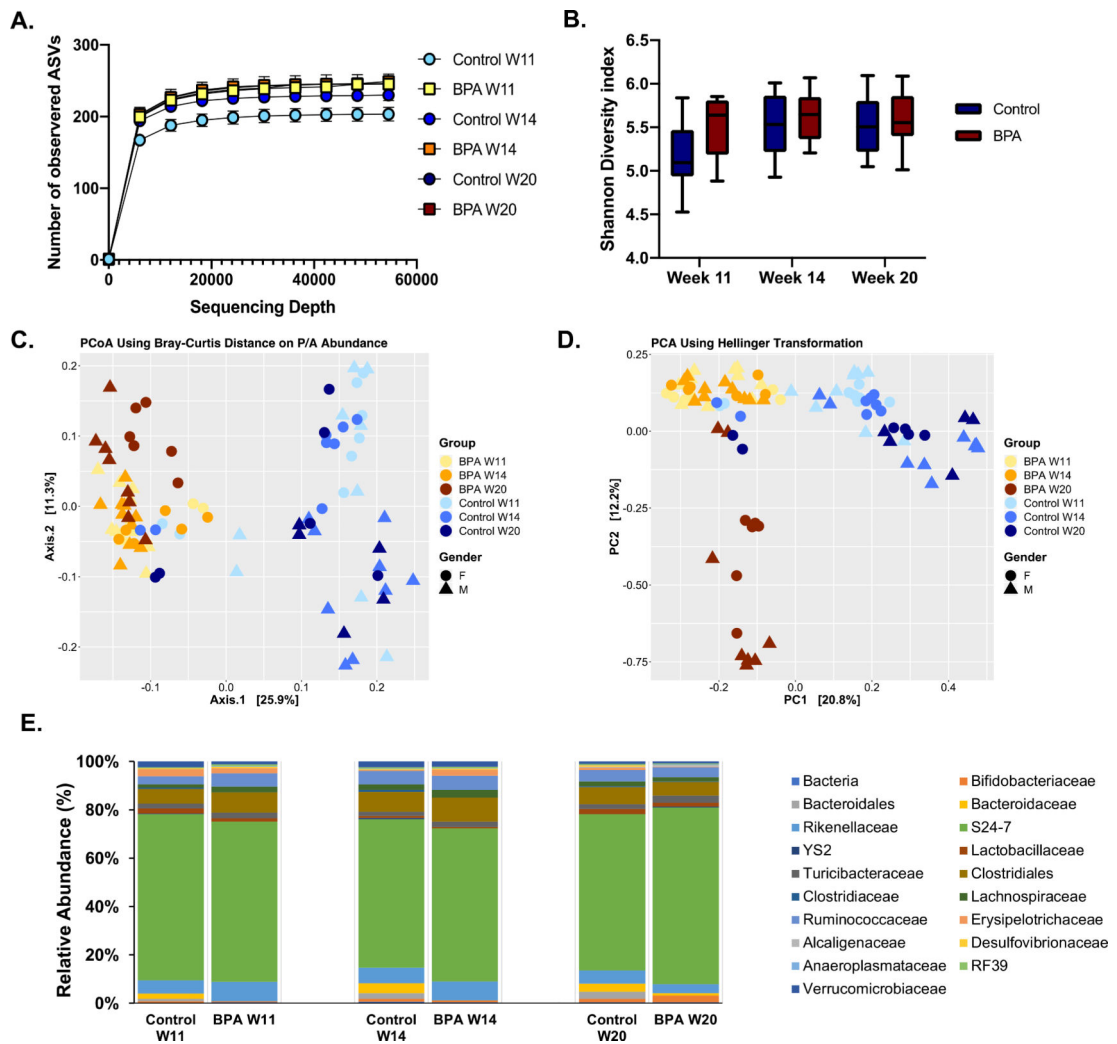 A.
Number of observed ASVs
300
200
100
0
0
20000
40000
60000
Sequencing Depth
Control W11
BPA W11
Control W14
BPA W14
Control W20
BPA W20
B.
Shannon Diversity index
6.5
6.0
5.5
5.0
4.5
4.0
Week 11
Week 14
Week 20
Control
BPA
C.
PCoA Using Bray-Curtis Distance on P/A Abundance
Axis.2 [11.3%]
0.2
0.1
0.0
-0.1
-0.2
-0.1
0.0
0.1
0.2
Axis.1 [25.9%]
Group
BPA W11
BPA W14
BPA W20
Control W11
Control W14
Control W20
Gender
F
M
D.
PCA Using Hellinger Transformation
PC2 [12.2%]
0.25
0.00
-0.25
-0.50
-0.75
-0.2
0.0
0.2
0.4
PC1 [20.8%]
Group
BPA W11
BPA W14
BPA W20
Control W11
Control W14
Control W20
Gender
F
M
E.
Relative Abundance (%)
100%
80%
60%
40%
20%
0%
Control
W11
BPA W11
Control
W14
BPA W14
Control
W20
BPA W20
Bacteria
Bifidobacteriaceae
Bacteroidales
Bacteroidaceae
Rikenellaceae
S24-7
YS2
Lactobacillaceae
Turicibacteraceae
Clostridiales
Clostridiaceae
Lachnospiraceae
Ruminococcaceae
Erysipelotrichaceae
Alcaligenaceae
Desulfovibrionaceae
Anaeroplasmataceae
RF39
Verrucomicrobiaceae